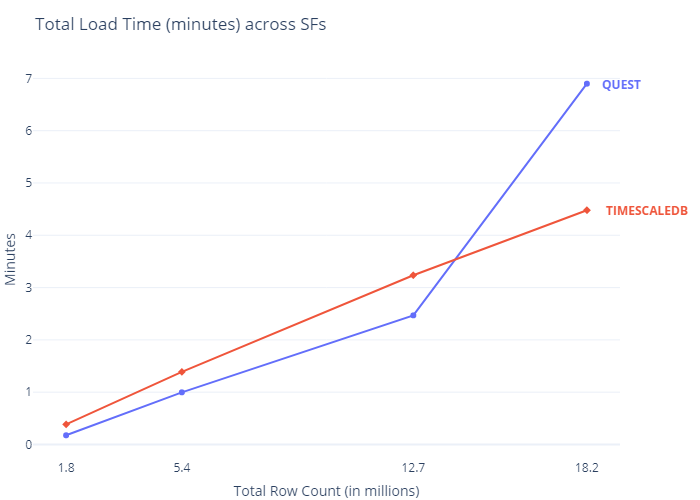 Total Load Time (minutes) across SFs
7
QUEST
6
5
TIMESCALEDB
4
Minutes
3
2
1
0
1.8 5.4 12.7 18.2
Total Row Count (in millions)